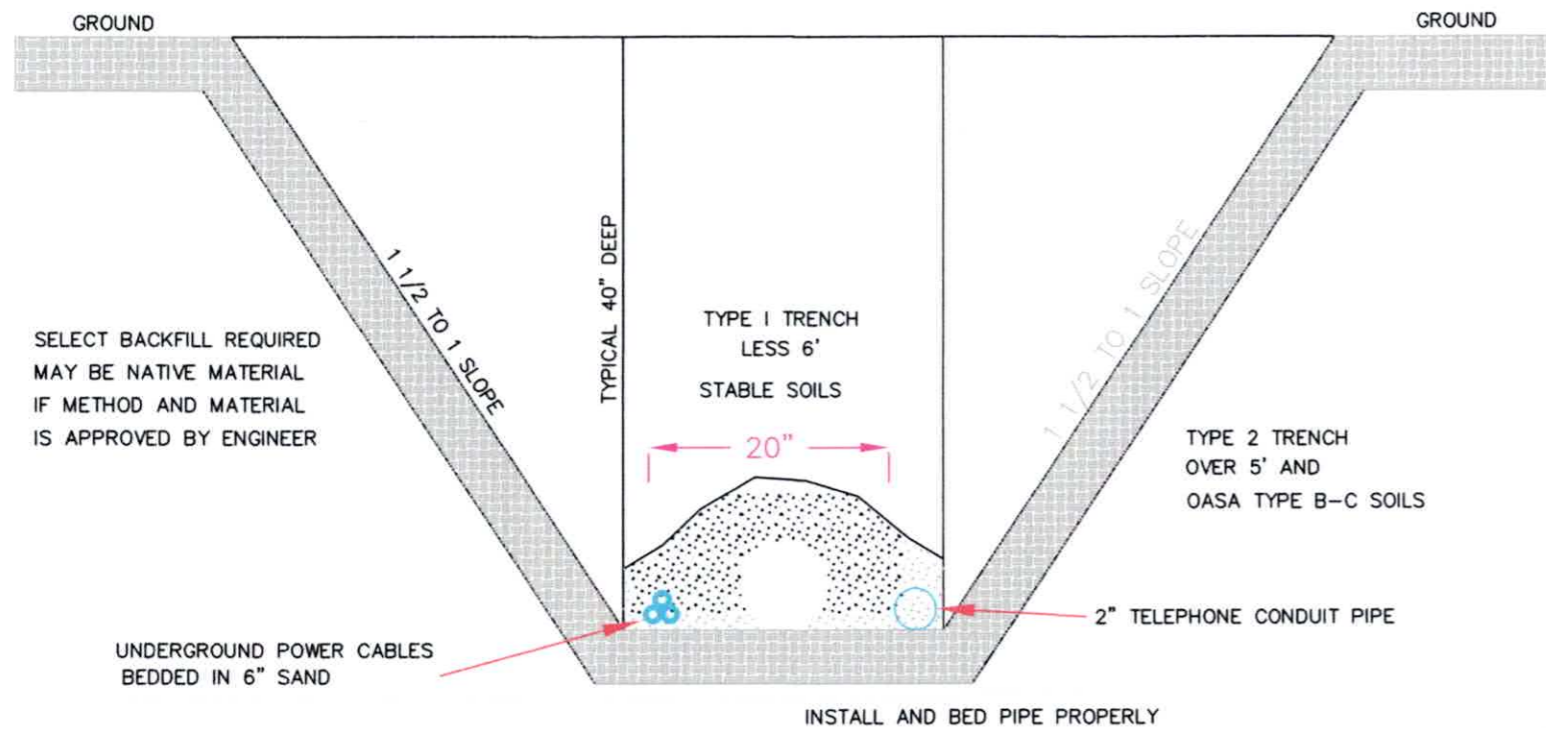 GROUND
GROUND
TYPICAL 40" DEEP
1 1/2 TO 1 SLOPE
1 1/2 TO 1 SLOPE
SELECT BACKFILL REQUIRED
MAY BE NATIVE MATERIAL
IF METHOD AND MATERIAL
IS APPROVED BY ENGINEER
TYPE I TRENCH
LESS 6'
STABLE SOILS
20"
TYPE 2 TRENCH
OVER 5' AND
OASA TYPE B-C SOILS
2" TELEPHONE CONDUIT PIPE
UNDERGROUND POWER CABLES
BEDDED IN 6" SAND
INSTALL AND BED PIPE PROPERLY